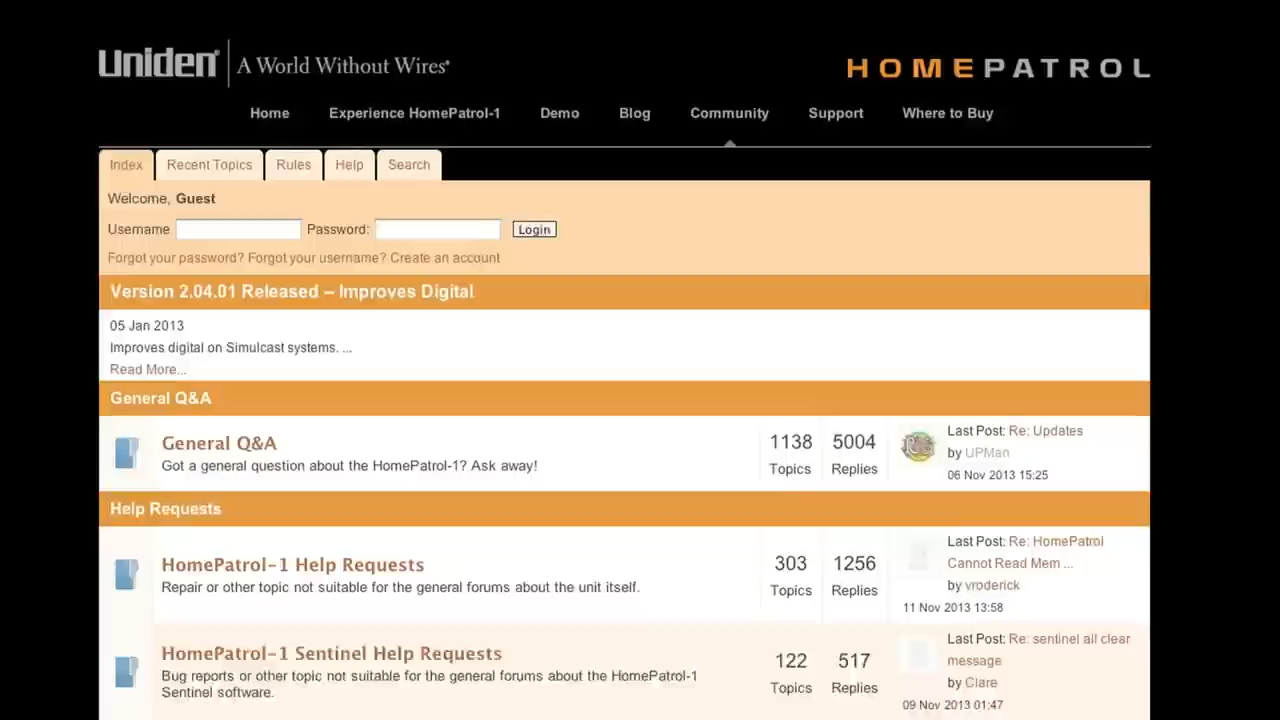 Uniden® A World Without Wires®
HOMEPATROL
Home Experience HomePatrol-1 Demo Blog Community Support Where to Buy
Index Recent Topics Rules Help Search
Welcome, Guest
Username Password: Login
Forgot your password? Forgot your username? Create an account
Version 2.04.01 Released – Improves Digital
05 Jan 2013
Improves digital on Simulcast systems. ...
Read More...
General Q&A
General Q&A
Got a general question about the HomePatrol-1? Ask away!
1138 Topics
5004 Replies
Last Post: Re: Updates
by UPMan
06 Nov 2013 15:25
Help Requests
HomePatrol-1 Help Requests
Repair or other topic not suitable for the general forums about the unit itself.
303 Topics
1256 Replies
Last Post: Re: HomePatrol
Cannot Read Mem ...
by vroderick
11 Nov 2013 13:58
HomePatrol-1 Sentinel Help Requests
Bug reports or other topic not suitable for the general forums about the HomePatrol-1
Sentinel software.
122 Topics
517 Replies
Last Post: Re: sentinel all clear
message
by Clare
09 Nov 2013 01:47